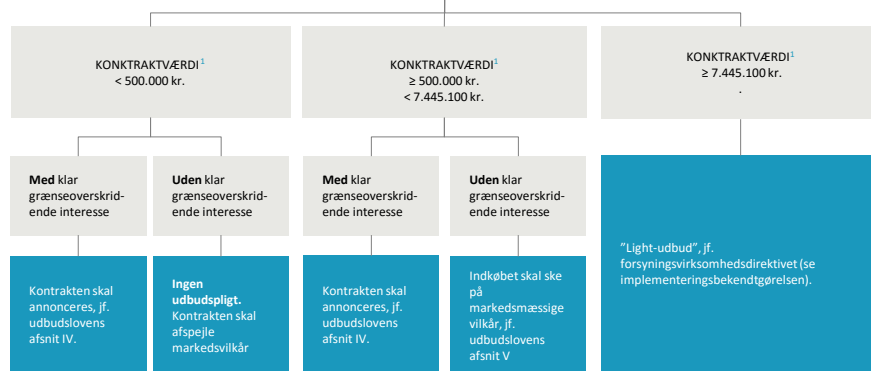 KONKTRAKTVÆRDI1
< 500.000 kr.
KONKTRAKTVÆRDI1
≥ 500.000 kr.
< 7.445.100 kr.
KONKTRAKTVÆRDI1
≥ 7.445.100 kr.
.
Med klar
grænseoverskrid-
ende interesse
Uden klar
grænseoverskrid-
ende interesse
Med klar
grænseoverskrid-
ende interesse
Uden klar
grænseoverskrid-
ende interesse
Kontrakten skal
annonceres, jf.
udbudslovens
afsnit IV.
Ingen
udbudspligt.
Kontrakten skal
afspejle
markedsvilkår
Kontrakten skal
annonceres, jf.
udbudslovens
afsnit IV.
Indkøbet skal ske
på
markedsmæssige
vilkår, jf.
udbudslovens
afsnit V
”Light-udbud”, jf.
forsyningsvirksomhedsdirektivet (se
implementeringsbekendtgørelsen).